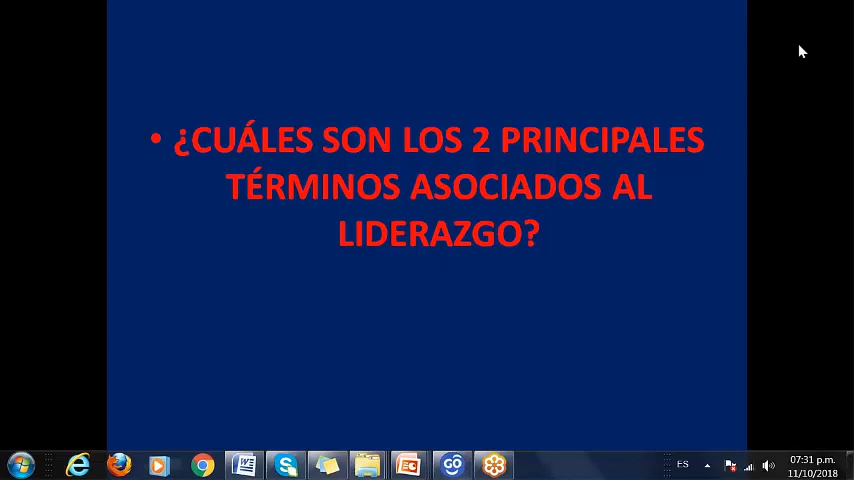 • ¿CUÁLES SON LOS 2 PRINCIPALES
TÉRMINOS ASOCIADOS AL
LIDERAZGO?
ES
07:31 p.m.
11/10/2018